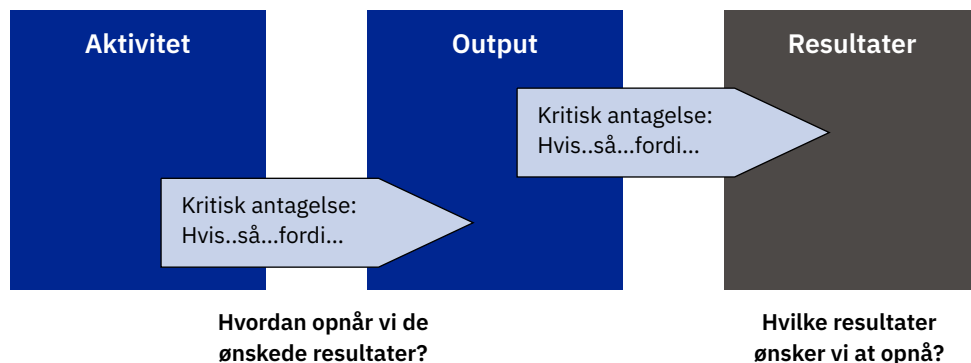 Aktivitet
Output
Resultater
Kritisk antagelse:
Hvis..så...fordi...
Kritisk antagelse:
Hvis..så...fordi...
Hvordan opnår vi de
ønskede resultater?
Hvilke resultater
ønsker vi at opnå?